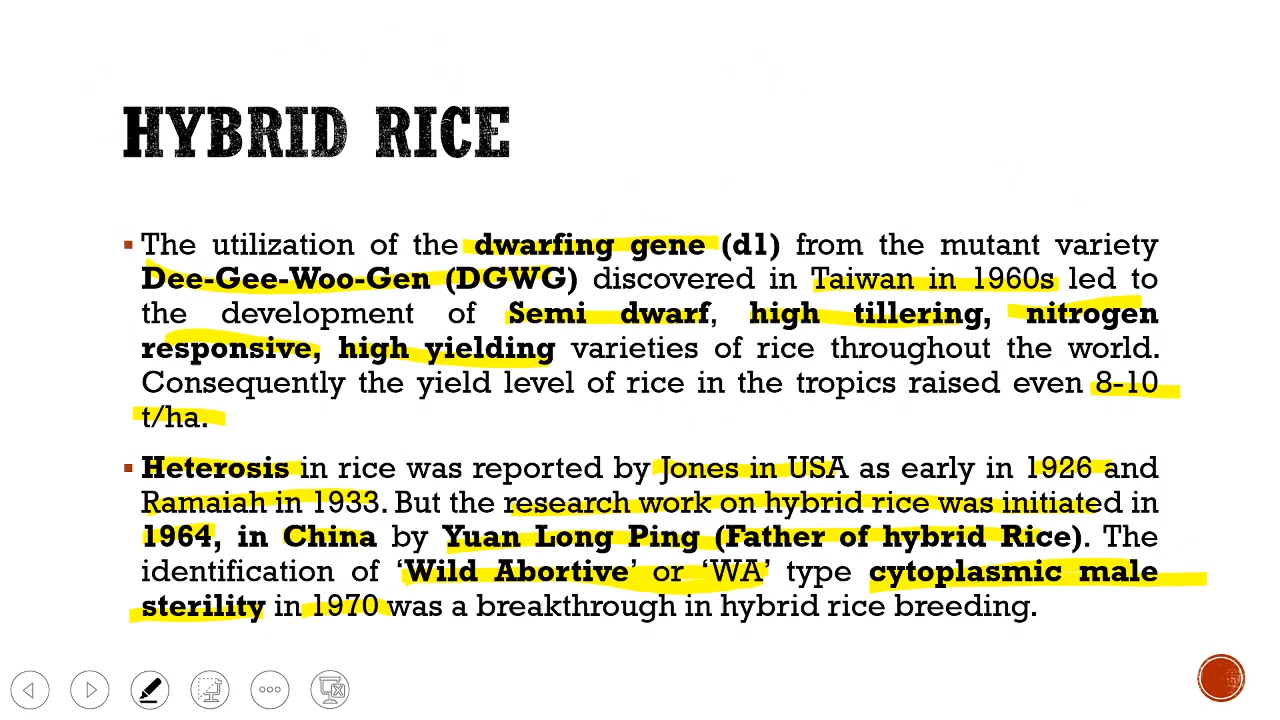 HYBRID RICE
▪ The utilization of the dwarfing gene (d1) from the mutant variety
Dee-Gee-Woo-Gen (DGWG) discovered in Taiwan in 1960s led to
the development of Semi dwarf, high tillering, nitrogen
responsive, high yielding varieties of rice throughout the world.
Consequently the yield level of rice in the tropics raised even 8-10
t/ha.
▪ Heterosis in rice was reported by Jones in USA as early in 1926 and
Ramaiah in 1933. But the research work on hybrid rice was initiated in
1964, in China by Yuan Long Ping (Father of hybrid Rice). The
identification of ‘Wild Abortive’ or ‘WA’ type cytoplasmic male
sterility in 1970 was a breakthrough in hybrid rice breeding.